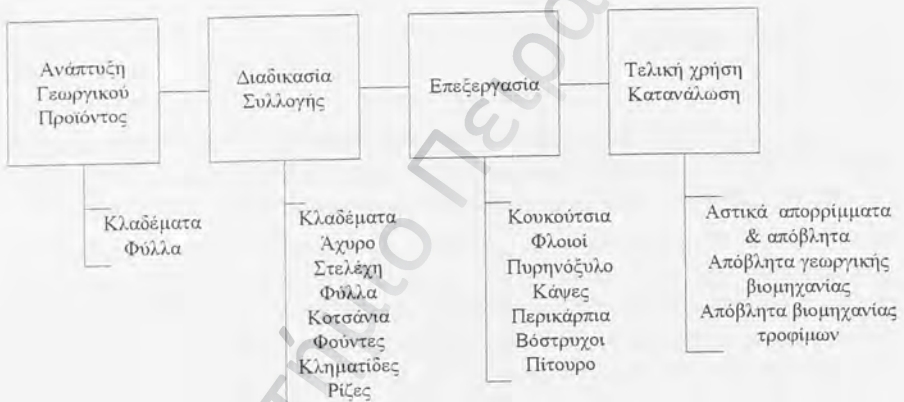 Ανάπτυξη
Γεωργικού
Προϊόντος
Διαδικασία
Συλλογής
Επεξεργασία
Τελική χρήση
Κατανάλωση
Κλαδέματα
Φύλλα
Κλαδέματα
Άχυρο
Στελέχη
Φύλλα
Κοτσάνια
Φούντες
Κληματίδες
Ρίζες
Κουκούτσια
Φλοιοί
Πυρηνόξυλο
Κάψες
Περικάρπια
Βόστρυχοι
Πίτουρο
Αστικά απορρίμματα
& απόβλητα
Απόβλητα γεωργικής
βιομηχανίας
Απόβλητα βιομηχανίας
τροφίμων